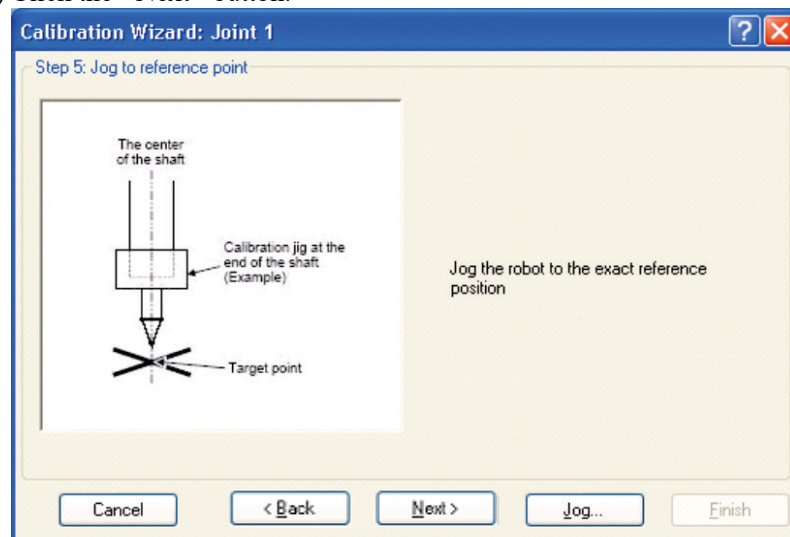 Calibration Wizard: Joint 1
Step 5: Jog to reference point
The center
of the shaft
Calibration jig at the
end of the shaft
(Example)
Jog the robot to the exact reference
position
Target point
Cancel
< Back
Next >
Jog...
Finish